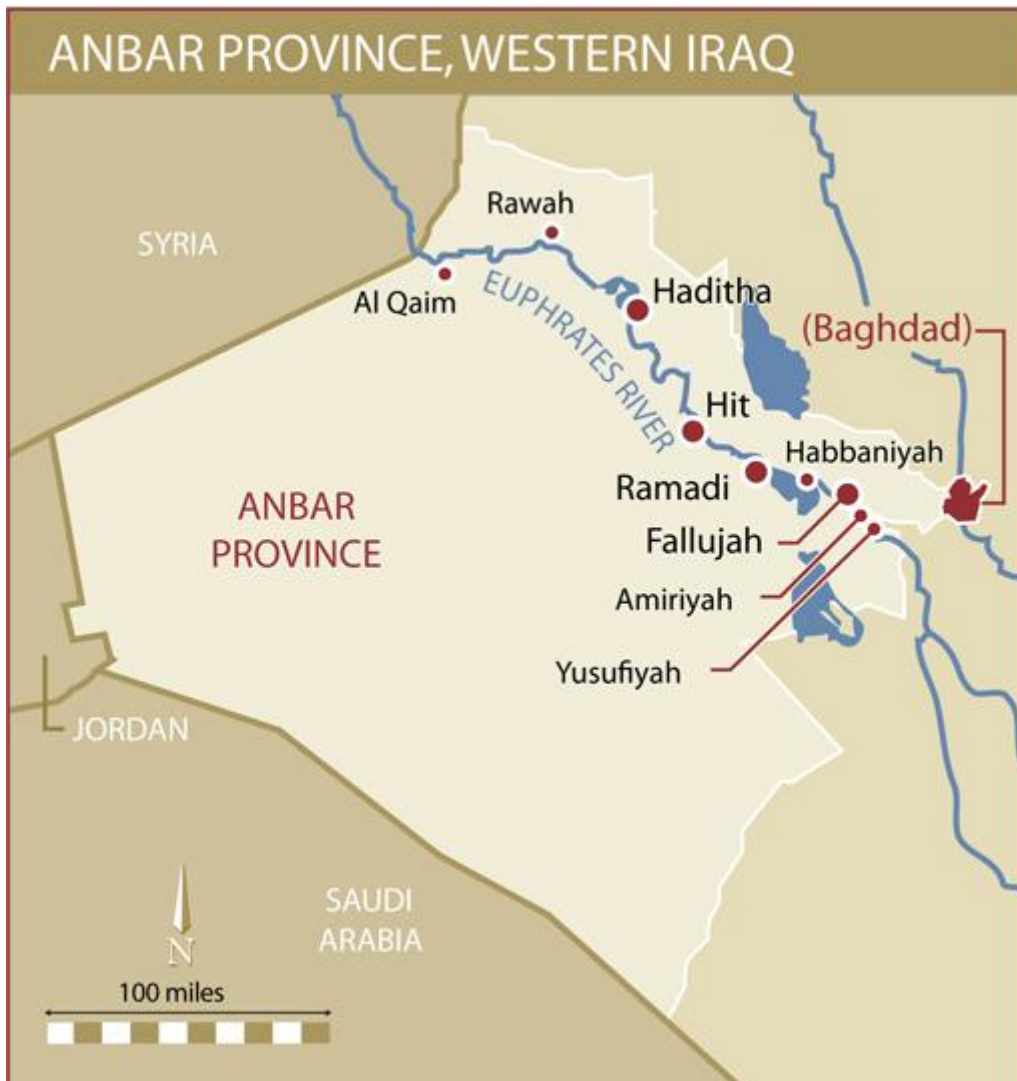 ANBAR PROVINCE, WESTERN IRAQ
Rawah
SYRIA
Al Qaim
EUPHRATES RIVER
Haditha
(Baghdad)
Hit
Habbaniyah
Ramadi
ANBAR
PROVINCE
Fallujah
Amiriyah
Yusufiyah
JORDAN
SAUDI
ARABIA
N
100 miles